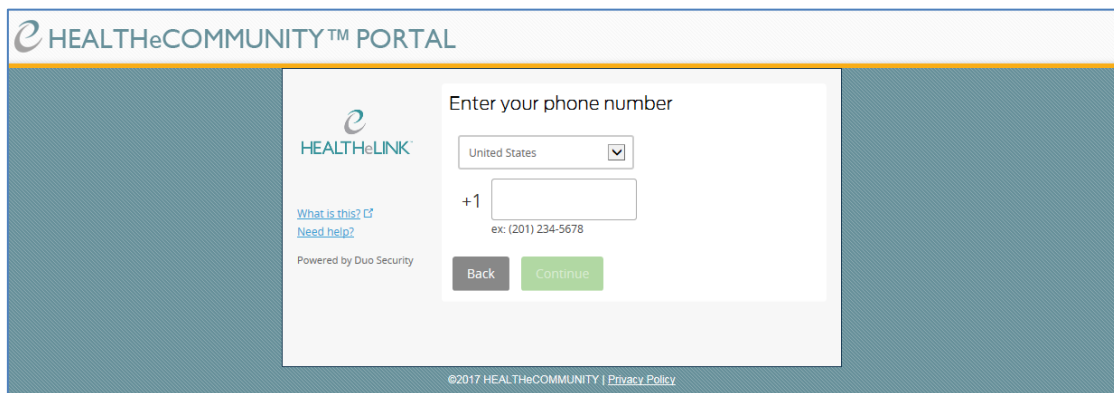 HEALTHeCOMMUNITY™ PORTAL
HEALTHeLINK
What is this?
Need help?
Powered by Duo Security
Enter your phone number
United States
+1
ex: (201) 234-5678
Back Continue
©2017 HEALTHeCOMMUNITY | Privacy Policy